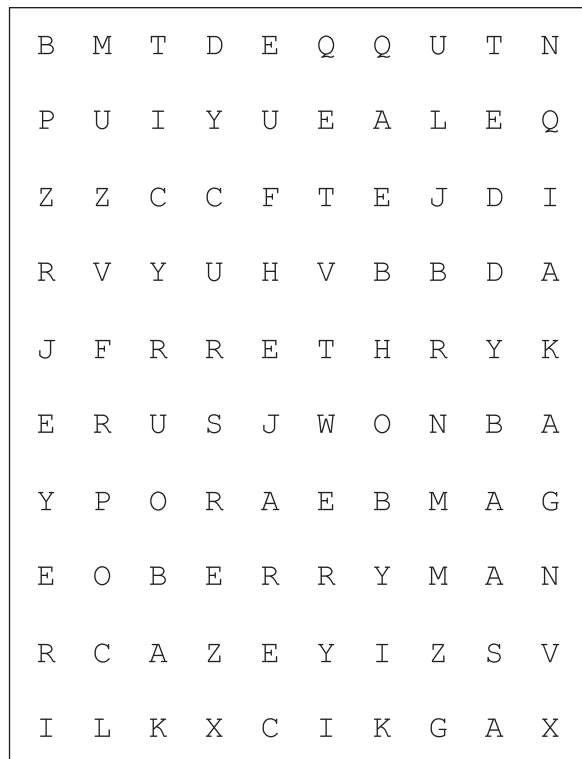 B M T D E Q Q U T N
P U I Y U E A L E Q
Z Z C C F T E J D I
R V Y U H V B B D A
J F R R E T H R Y K
E R U S J W O N B A
Y P O R A E B M A G
E O B E R R Y M A N
R C A Z E Y I Z S V
I L K X C I K G A X